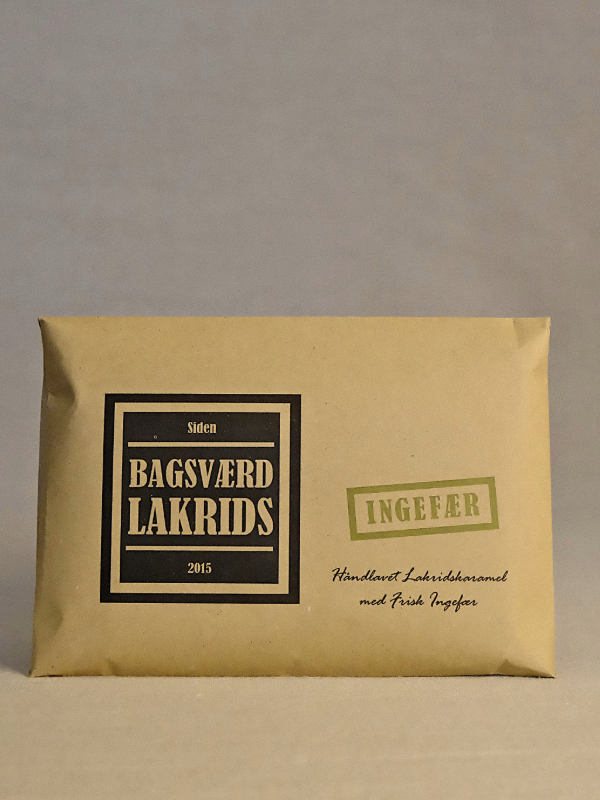 Siden
BAGSVÆRD
LAKRIDS
2015
INGEFÆR
Håndlavet Lakridskaramel
med Frisk Ingefær